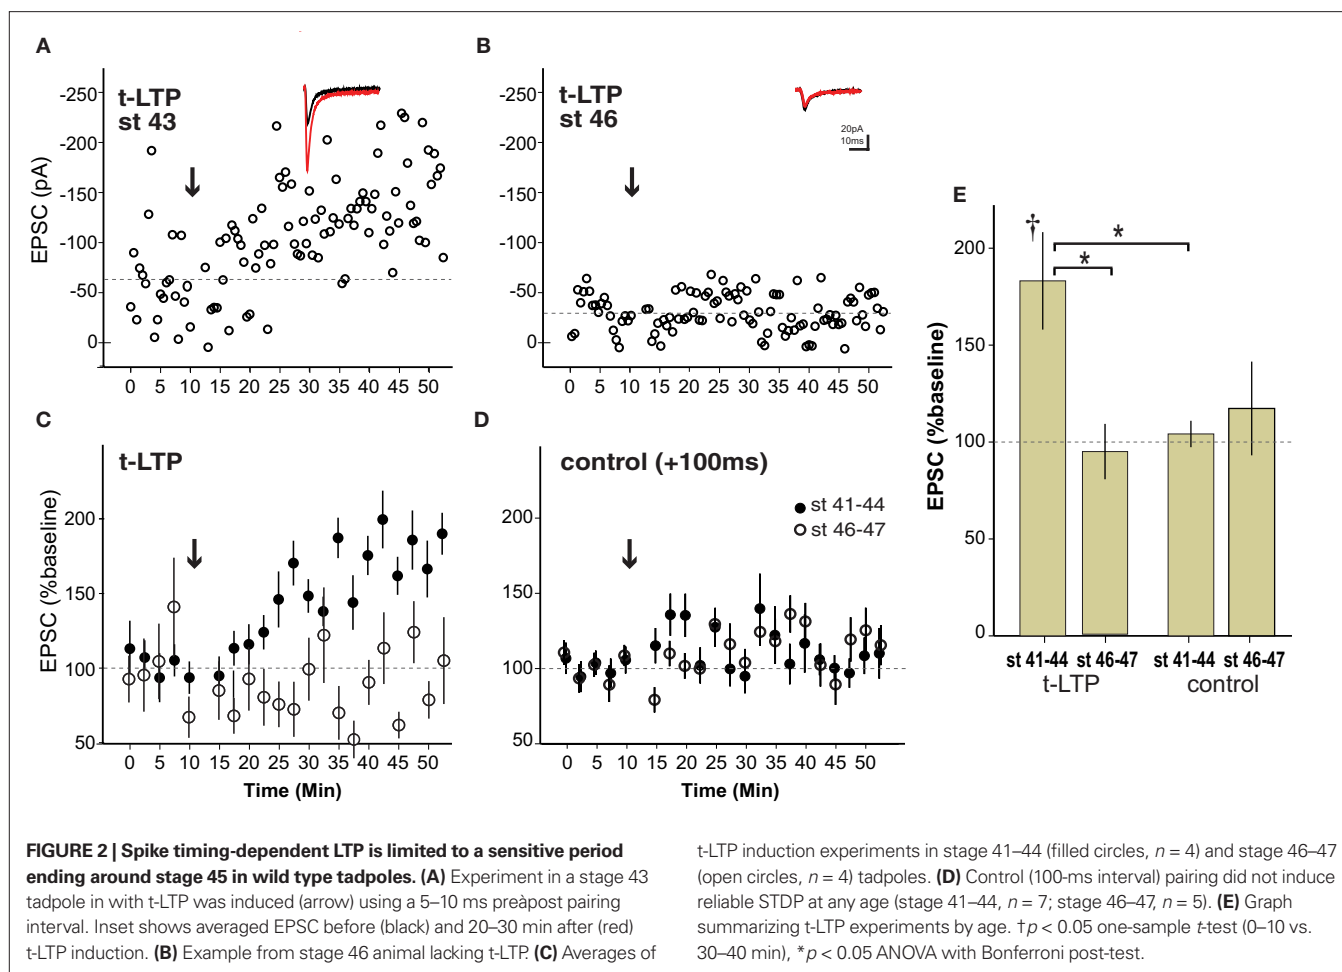 A
t-LTP
st 43
EPSC (pA)
-250
-200
-150
-100
-50
0
0 5 10 15 20 25 30 35 40 45 50
B
t-LTP
st 46
20pA
10ms
-250
-200
-150
-100
-50
0
0 5 10 15 20 25 30 35 40 45 50
C
t-LTP
EPSC (%baseline)
200
150
100
50
0 5 10 15 20 25 30 35 40 45 50
Time (Min)
D
control (+100ms)
st 41-44
st 46-47
200
150
100
50
0 5 10 15 20 25 30 35 40 45 50
Time (Min)
E
EPSC (%baseline)
200
150
100
50
0
†
*
*
st 41-44 st 46-47 st 41-44 st 46-47
t-LTP control
FIGURE 2 | Spike timing-dependent LTP is limited to a sensitive period
ending around stage 45 in wild type tadpoles. (A) Experiment in a stage 43
tadpole in with t-LTP was induced (arrow) using a 5–10 ms preàpost pairing
interval. Inset shows averaged EPSC before (black) and 20–30 min after (red)
t-LTP induction. (B) Example from stage 46 animal lacking t-LTP. (C) Averages of
t-LTP induction experiments in stage 41–44 (filled circles, n = 4) and stage 46–47
(open circles, n = 4) tadpoles. (D) Control (100-ms interval) pairing did not induce
reliable STDP at any age (stage 41–44, n = 7; stage 46–47, n = 5). (E) Graph
summarizing t-LTP experiments by age. †p < 0.05 one-sample t-test (0–10 vs.
30–40 min), *p < 0.05 ANOVA with Bonferroni post-test.